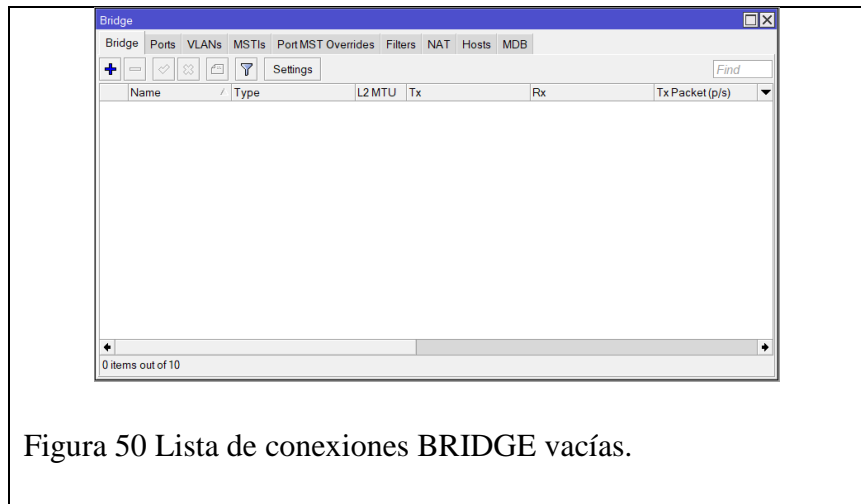 Bridge
Bridge Ports VLANs MSTIs Port MST Overrides Filters NAT Hosts MDB
Settings Find
Name / Type L2 MTU Tx Rx Tx Packet (p/s)
0 items out of 10
Figura 50 Lista de conexiones BRIDGE vacías.